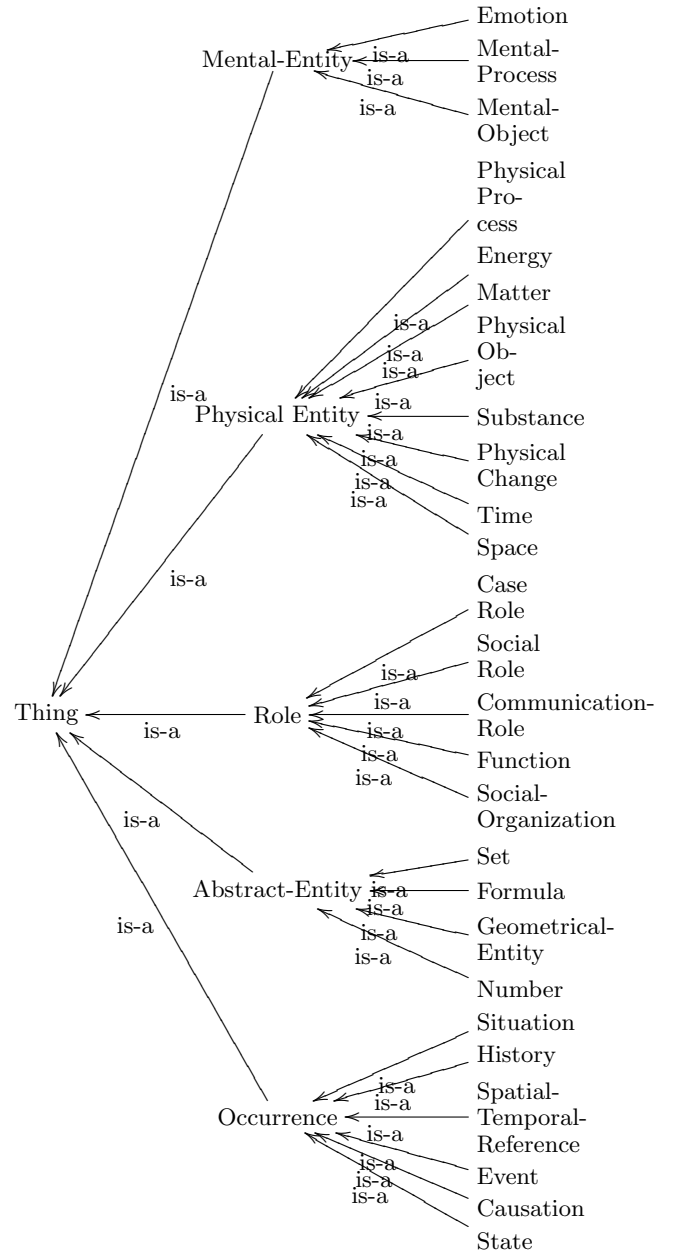 Emotion
Mental-Entity
is-a
Mental-
Process
is-a
is-a
Mental-
Object
Physical
Pro-
cess
Energy
Matter
is-a
Physical
Ob-
ject
is-a
is-a
is-a
is-a
Physical Entity
Substance
is-a
Physical
Change
is-a
is-a
is-a
Time
Space
is-a
Case
Role
Social
Role
is-a
is-a
Communication-
Role
Thing
Role
is-a
is-a
is-a
Function
is-a
Social-
Organization
is-a
Set
Abstract-Entity
is-a
Formula
is-a
is-a
Geometrical-
Entity
is-a
is-a
Number
Situation
History
is-a
is-a
Spatial-
Temporal-
Reference
Occurrence
is-a
is-a
Event
is-a
is-a
Causation
State